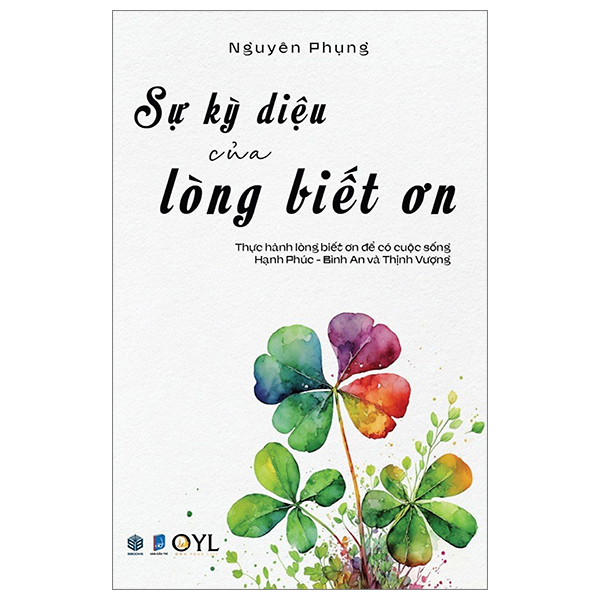 Nguyên Phụng
Sự kỳ diệu
của
lòng biết ơn
Thực hành lòng biết ơn để có cuộc sống
Hạnh Phúc - Bình An và Thịnh Vượng
OYL